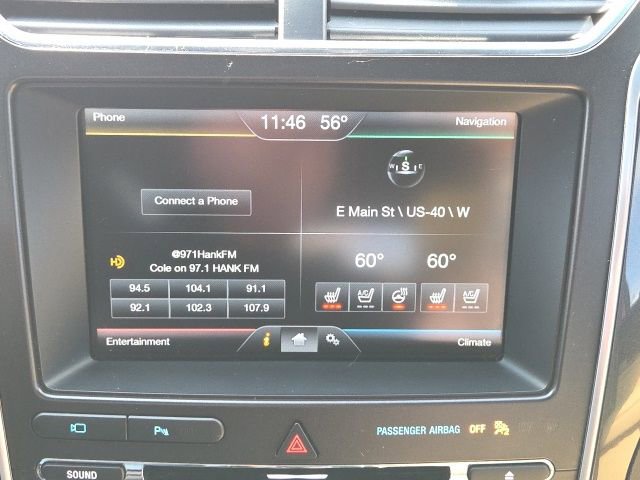 Phone
11:46 56°
Navigation
W S E
Connect a Phone
E Main St \ US-40 \ W
HD
@971HankFM
Cole on 97.1 HANK FM
60° 60°
94.5 104.1 91.1
92.1 102.3 107.9
A/C A/C
Entertainment
i
Climate
P
PASSENGER AIRBAG OFF
SOUND